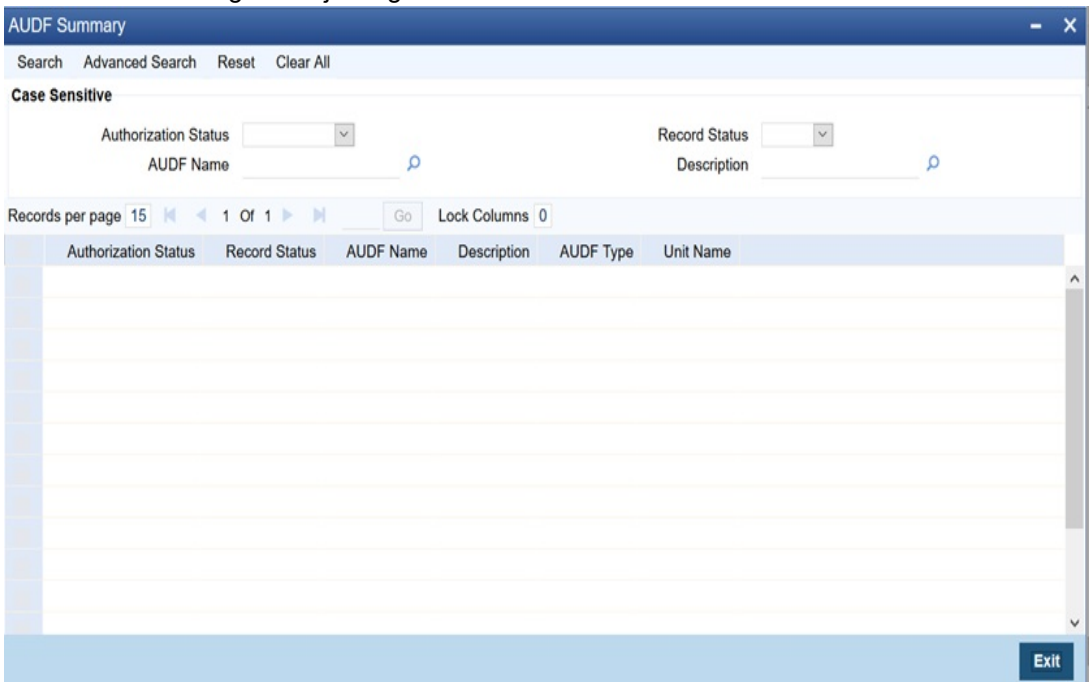 AUDF Summary
Search Advanced Search Reset Clear All
Case Sensitive
Authorization Status Record Status
AUDF Name Description
Records per page 15 1 Of 1 Go Lock Columns 0
Authorization Status Record Status AUDF Name Description AUDF Type Unit Name
Exit